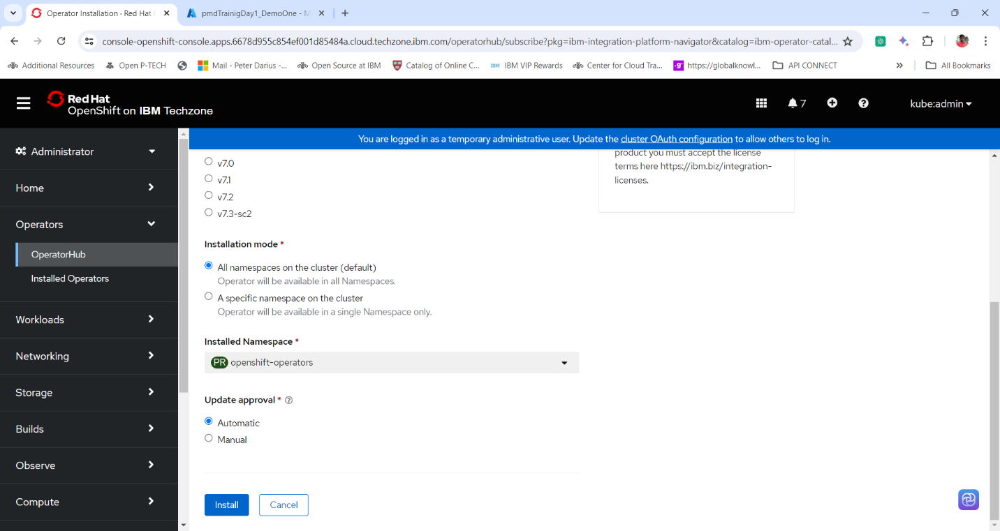 Operator Installation · Red Hat
pmdTrainigDay1_DemoOne - M
console-openshift-console.apps.6678d955c854ef001d85484a.cloud.techzone.ibm.com/operatorhub/subscribe?pkg=ibm-integration-platform-navigator&catalog=ibm-operator-catal...
Additional Resources
Open P-TECH
Mail - Peter Darius -...
Open Source at IBM
Catalog of Online C...
IBM VIP Rewards
Center for Cloud Tra...
https://globalknowl...
API CONNECT
»
All Bookmarks
Red Hat
OpenShift on IBM Techzone
7
kube:admin
You are logged in as a temporary administrative user. Update the cluster OAuth configuration to allow others to log in.
Administrator
Home
Operators
OperatorHub
Installed Operators
Workloads
Networking
Storage
Builds
Observe
Compute
v7.0
v7.1
v7.2
v7.3-sc2
Installation mode *
All namespaces on the cluster (default)
Operator will be available in all Namespaces.
A specific namespace on the cluster
Operator will be available in a single Namespace only.
Installed Namespace *
PR openshift-operators
Update approval *
Automatic
Manual
Install
Cancel
product you must accept the license
terms here https://ibm.biz/integration-
licenses.